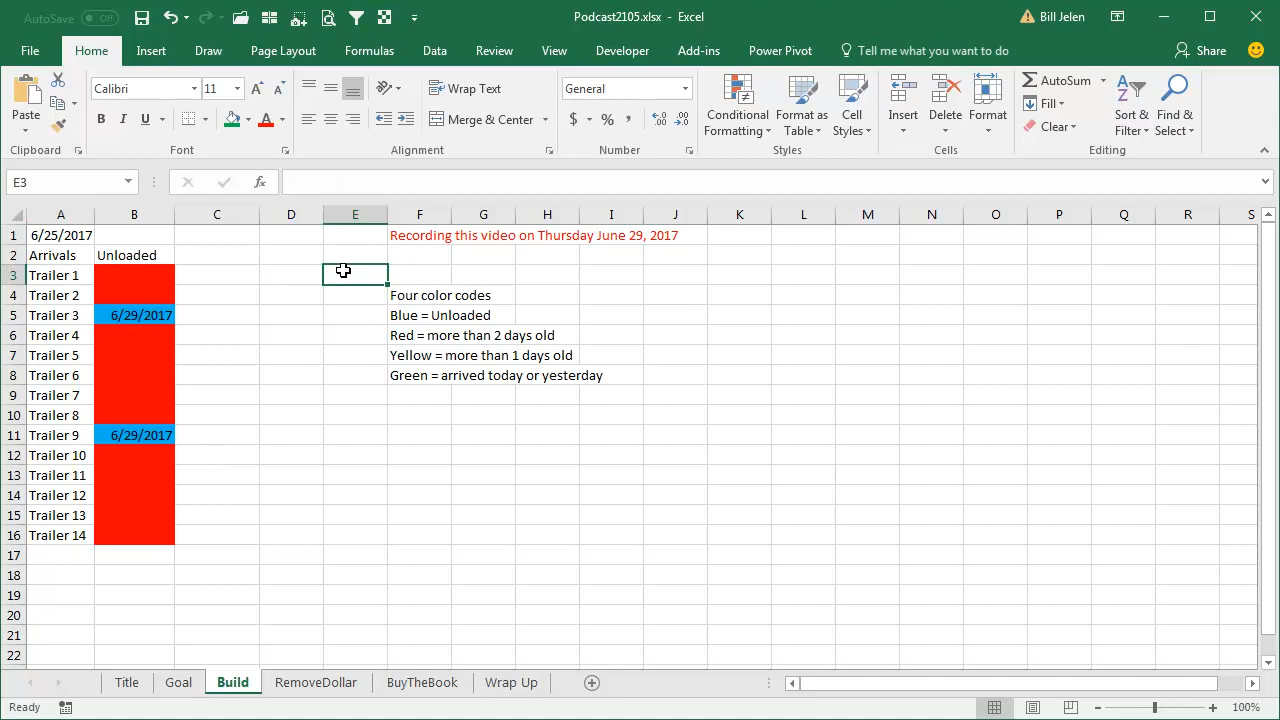 AutoSave Off
Podcast2105.xlsx - Excel
Bill Jelen
File Home Insert Draw Page Layout Formulas Data Review View Developer Add-ins Power Pivot Tell me what you want to do Share
Paste
Calibri 11
B I U
Wrap Text
Merge & Center
General
$ % ,
Conditional Formatting
Format as Table
Cell Styles
Insert
Delete
Format
AutoSum
Fill
Clear
Sort & Filter
Find & Select
Clipboard Font Alignment Number Styles Cells Editing
E3 fx
A B C D E F G H I J K L M N O P Q R S
1 6/25/2017 Recording this video on Thursday June 29, 2017
2 Arrivals Unloaded
3 Trailer 1
4 Trailer 2 Four color codes
5 Trailer 3 6/29/2017 Blue = Unloaded
6 Trailer 4 Red = more than 2 days old
7 Trailer 5 Yellow = more than 1 days old
8 Trailer 6 Green = arrived today or yesterday
9 Trailer 7
10 Trailer 8
11 Trailer 9 6/29/2017
12 Trailer 10
13 Trailer 11
14 Trailer 12
15 Trailer 13
16 Trailer 14
17
18
19
20
21
22
Title Goal Build RemoveDollar BuyTheBook Wrap Up
Ready 100%